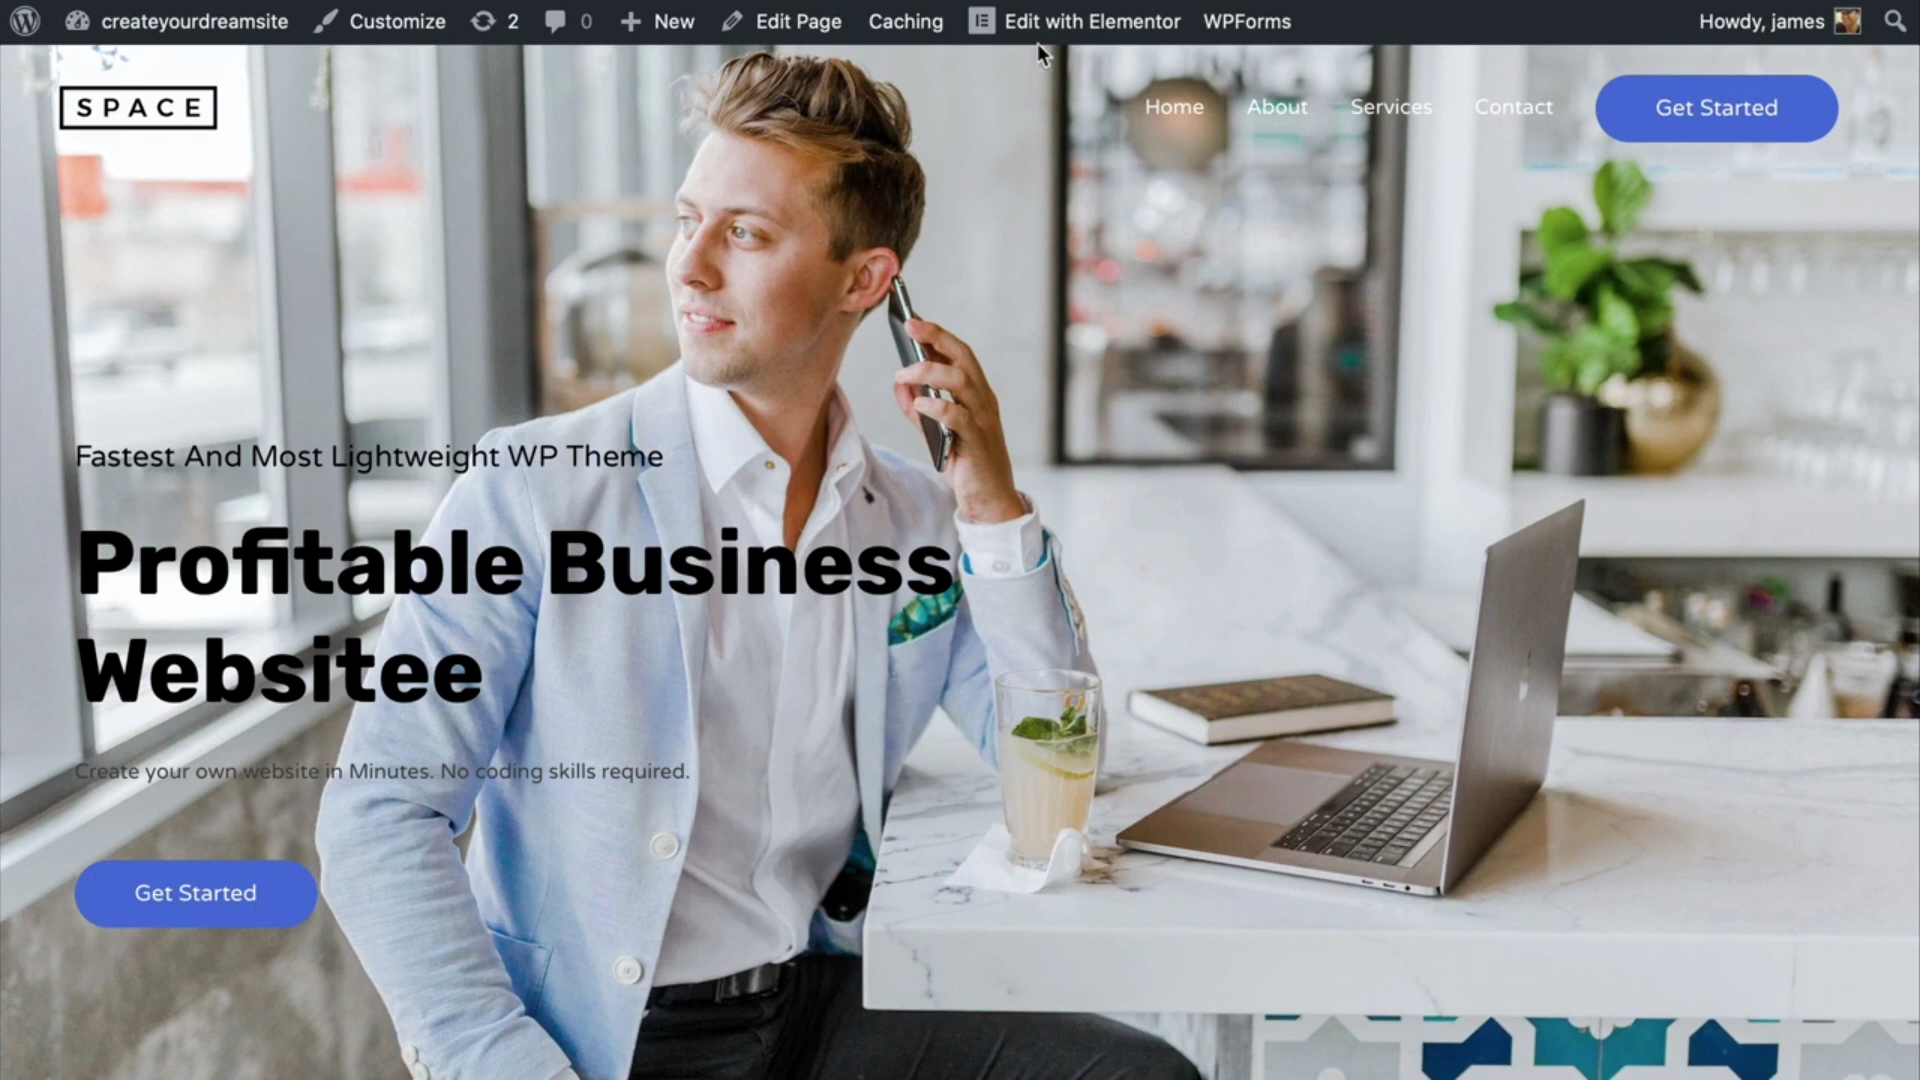 createyourdreamsite Customize 2 0 New Edit Page Caching Edit with Elementor WPForms Howdy, james
SPACE
Home About Services Contact Get Started
Fastest And Most Lightweight WP Theme
Profitable Business
Websitee
Create your own website in Minutes. No coding skills required.
Get Started